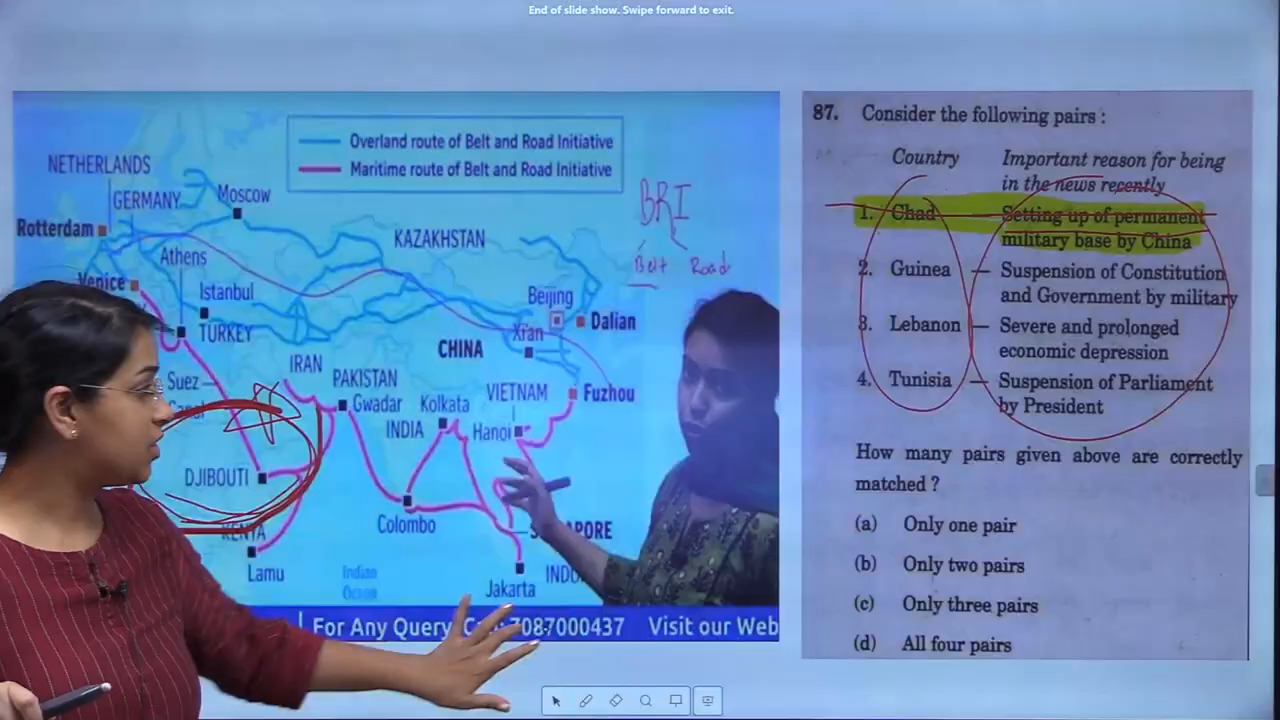 End of slide show. Swipe forward to exit.
Overland route of Belt and Road Initiative
Maritime route of Belt and Road Initiative
NETHERLANDS
GERMANY
Moscow
Rotterdam
KAZAKHSTAN
BRI
Belt Road
Athens
Venice
Istanbul
TURKEY
Beijing
Dalian
Xi'an
CHINA
IRAN
PAKISTAN
Suez
Canal
Gwadar
Kolkata
VIETNAM
Fuzhou
INDIA
Hanoi
DJIBOUTI
Colombo
KENYA
Lamu
Indian
Ocean
Jakarta
For Any Query 7087000437 Visit our Web
87. Consider the following pairs :
Country Important reason for being
in the news recently
1. Chad — Setting up of permanent
military base by China
2. Guinea — Suspension of Constitution
and Government by military
3. Lebanon — Severe and prolonged
economic depression
4. Tunisia — Suspension of Parliament
by President
How many pairs given above are correctly
matched ?
(a) Only one pair
(b) Only two pairs
(c) Only three pairs
(d) All four pairs